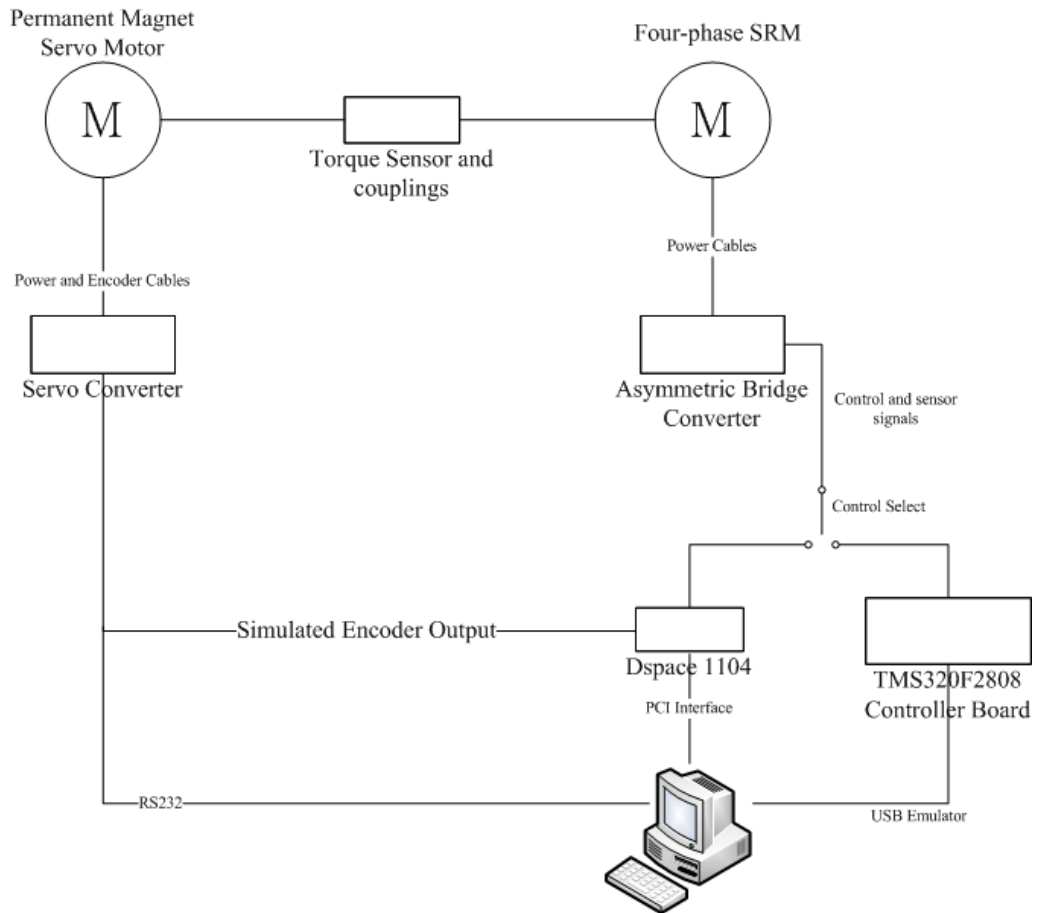 Permanent Magnet
Servo Motor
Four-phase SRM
M
M
Torque Sensor and
couplings
Power Cables
Power and Encoder Cables
Servo Converter
Asymmetric Bridge
Converter
Control and sensor
signals
Control Select
Simulated Encoder Output
Dspace 1104
TMS320F2808
Controller Board
PCI Interface
RS232
USB Emulator